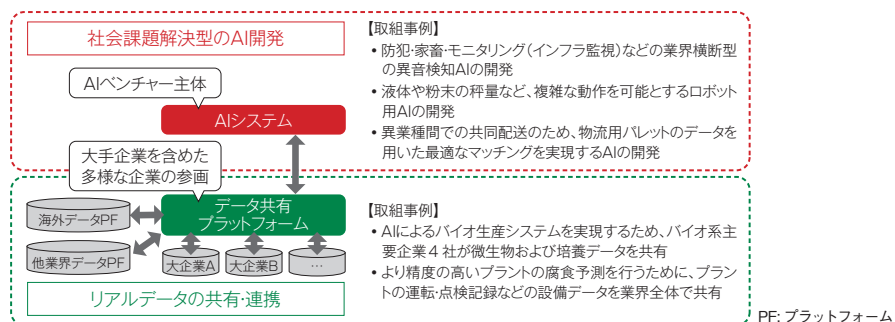 社会課題解決型のAI開発
AIベンチャー主体
AIシステム
【取組事例】
• 防犯・家畜・モニタリング(インフラ監視)などの業界横断型
の異音検知AIの開発
• 液体や粉末の秤量など、複雑な動作を可能とするロボット
用AIの開発
• 異業種間での共同配送のため、物流用パレットのデータを
用いた最適なマッチングを実現するAIの開発
大手企業を含めた
多様な企業の参画
データ共有
プラットフォーム
海外データPF
他業界データPF
大企業A
大企業B
…
リアルデータの共有・連携
【取組事例】
• AIによるバイオ生産システムを実現するため、バイオ系主
要企業4社が微生物および培養データを共有
• より精度の高いプラントの腐食予測を行うために、プラン
トの運転・点検記録などの設備データを業界全体で共有
PF: プラットフォーム